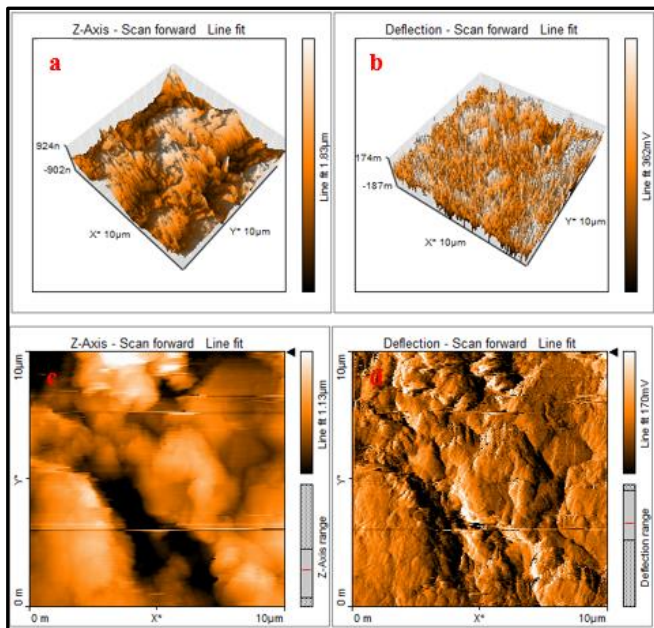 Z-Axis - Scan forward Line fit
a
Line fit 1.83µm
924n
-902n
X* 10µm
Y* 10µm
Deflection - Scan forward Line fit
b
Line fit 362mV
174m
-187m
X* 10µm
Y* 10µm
Z-Axis - Scan forward Line fit
c
10µm
Y*
0 m
0 m
X*
10µm
Line fit 1.13µm
Z-Axis range
Deflection - Scan forward Line fit
d
10µm
Y*
0 m
0 m
X*
10µm
Line fit 170mV
Deflection range